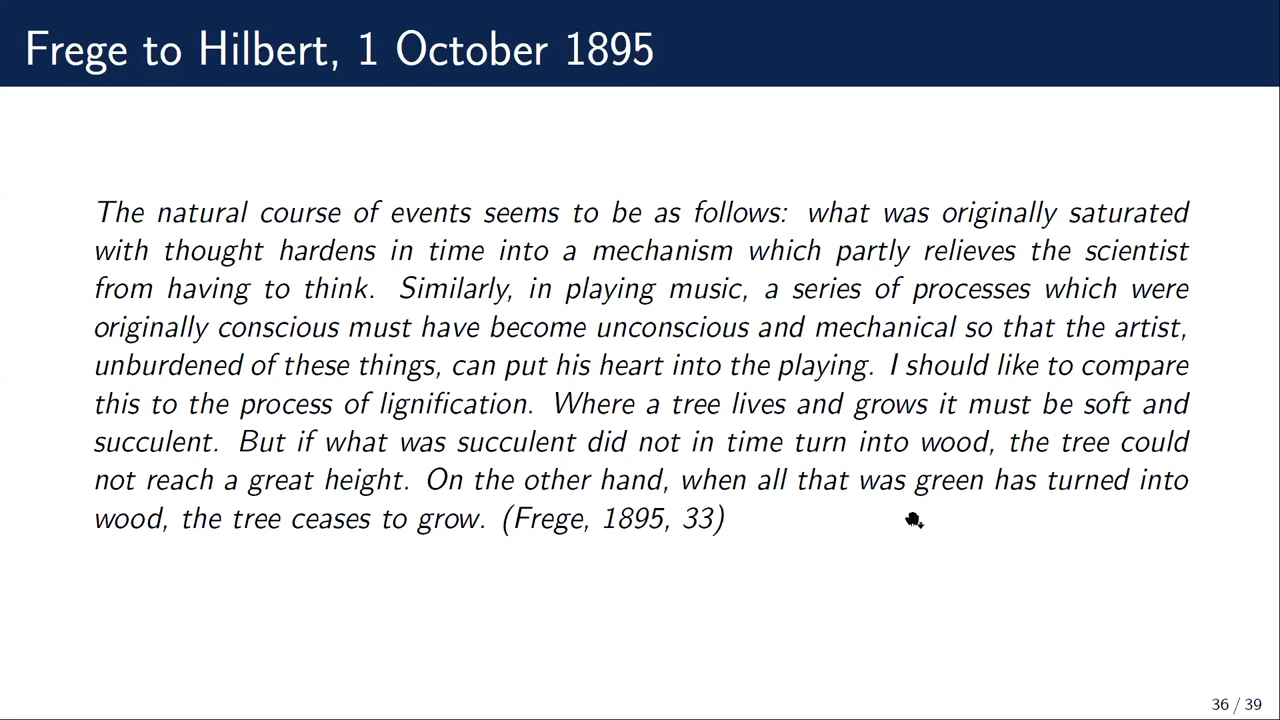 Frege to Hilbert, 1 October 1895
The natural course of events seems to be as follows: what was originally saturated
with thought hardens in time into a mechanism which partly relieves the scientist
from having to think. Similarly, in playing music, a series of processes which were
originally conscious must have become unconscious and mechanical so that the artist,
unburdened of these things, can put his heart into the playing. I should like to compare
this to the process of lignification. Where a tree lives and grows it must be soft and
succulent. But if what was succulent did not in time turn into wood, the tree could
not reach a great height. On the other hand, when all that was green has turned into
wood, the tree ceases to grow. (Frege, 1895, 33)
36 / 39